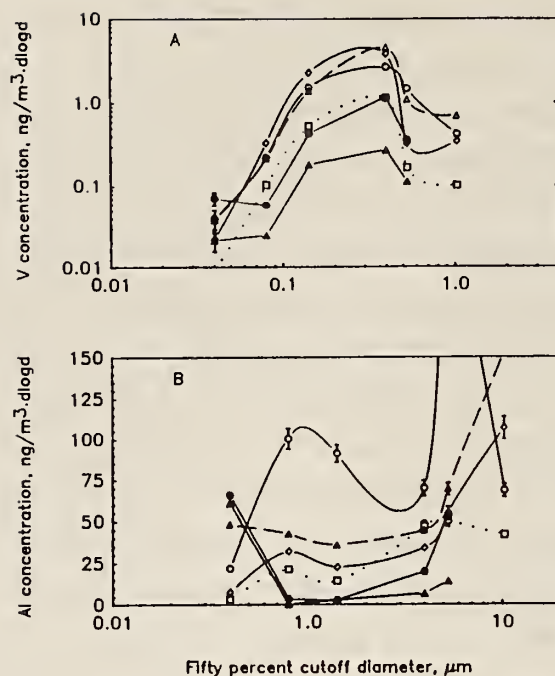 A
V concentration, ng/m³·dlogd
10
1.0
0.1
0.01
0.01 0.1 1.0
B
Al concentration, ng/m³·dlogd
150
125
100
75
50
25
0
0.01 1.0 10
Fifty percent cutoff diameter, μm